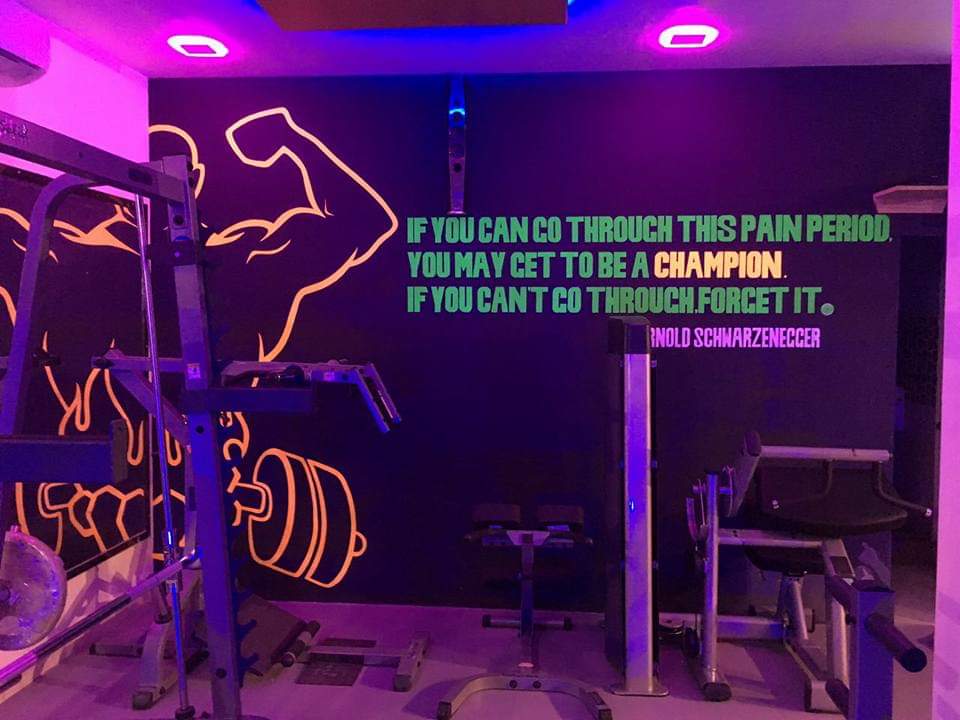 IF YOU CAN GO THROUGH THIS PAIN PERIOD,
YOU MAY GET TO BE A CHAMPION.
IF YOU CAN'T GO THROUGH,FORGET IT.
RNOLD SCHWARZENEGGER